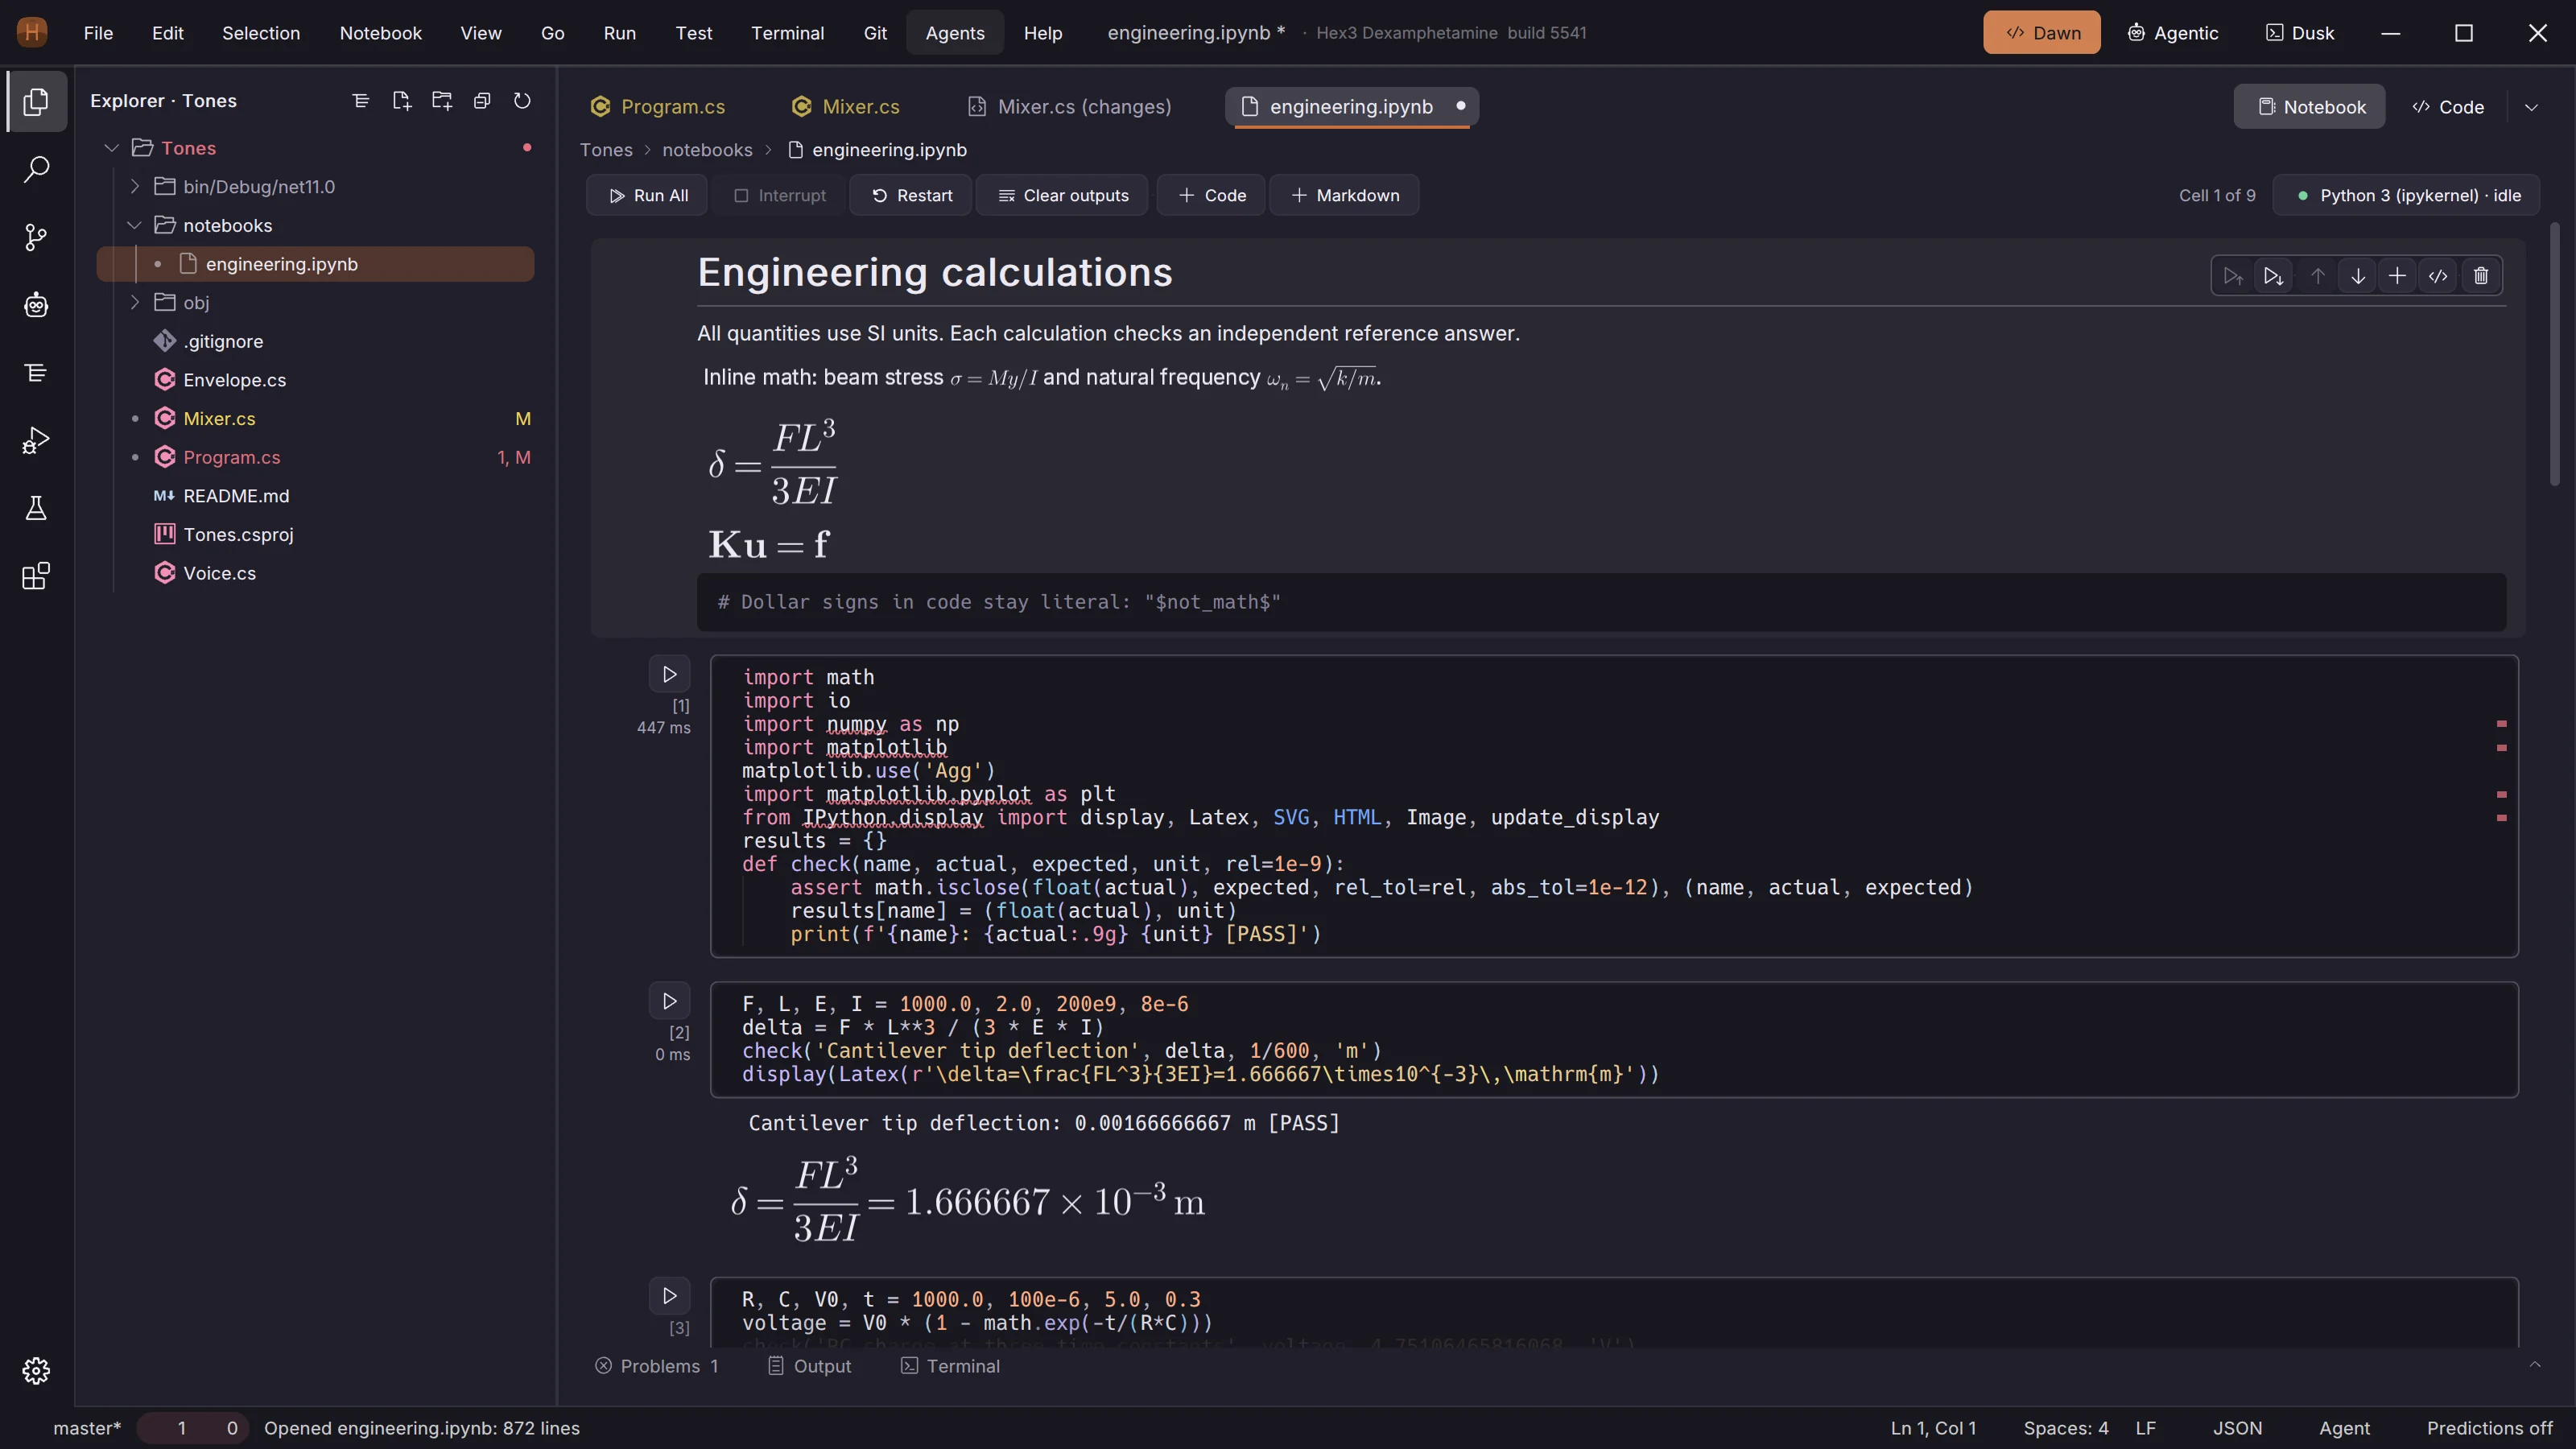 H File Edit Selection Notebook View Go Run Test Terminal Git Agents Help engineering.ipynb * · Hex3 Dexamphetamine build 5541 </> Dawn Agentic Dusk
Explorer · Tones
Tones
bin/Debug/net11.0
notebooks
engineering.ipynb
obj
.gitignore
Envelope.cs
Mixer.cs M
Program.cs 1, M
README.md
Tones.csproj
Voice.cs
Program.cs Mixer.cs Mixer.cs (changes) engineering.ipynb Notebook </> Code
Tones > notebooks > engineering.ipynb
Run All Interrupt Restart Clear outputs + Code + Markdown Cell 1 of 9 Python 3 (ipykernel) · idle
Engineering calculations
All quantities use SI units. Each calculation checks an independent reference answer.
Inline math: beam stress σ = My/I and natural frequency ωₙ = √k/m.
δ = FL³/3EI
Ku = f
# Dollar signs in code stay literal: "$not_math$"
[1]
447 ms
import math
import io
import numpy as np
import matplotlib
matplotlib.use('Agg')
import matplotlib.pyplot as plt
from IPython.display import display, Latex, SVG, HTML, Image, update_display
results = {}
def check(name, actual, expected, unit, rel=1e-9):
    assert math.isclose(float(actual), expected, rel_tol=rel, abs_tol=1e-12), (name, actual, expected)
    results[name] = (float(actual), unit)
    print(f'{name}: {actual:.9g} {unit} [PASS]')
[2]
0 ms
F, L, E, I = 1000.0, 2.0, 200e9, 8e-6
delta = F * L**3 / (3 * E * I)
check('Cantilever tip deflection', delta, 1/600, 'm')
display(Latex(r'\delta=\frac{FL^3}{3EI}=1.666667\times10^{-3}\,\mathrm{m}'))
Cantilever tip deflection: 0.00166666667 m [PASS]
δ = FL³/3EI = 1.666667 × 10⁻³ m
[3]
R, C, V0, t = 1000.0, 100e-6, 5.0, 0.3
voltage = V0 * (1 - math.exp(-t/(R*C)))
check('RC charge at three time constants', voltage, 4.75106465816068, 'V')
Problems 1 Output Terminal
master* 1 0 Opened engineering.ipynb: 872 lines Ln 1, Col 1 Spaces: 4 LF JSON Agent Predictions off